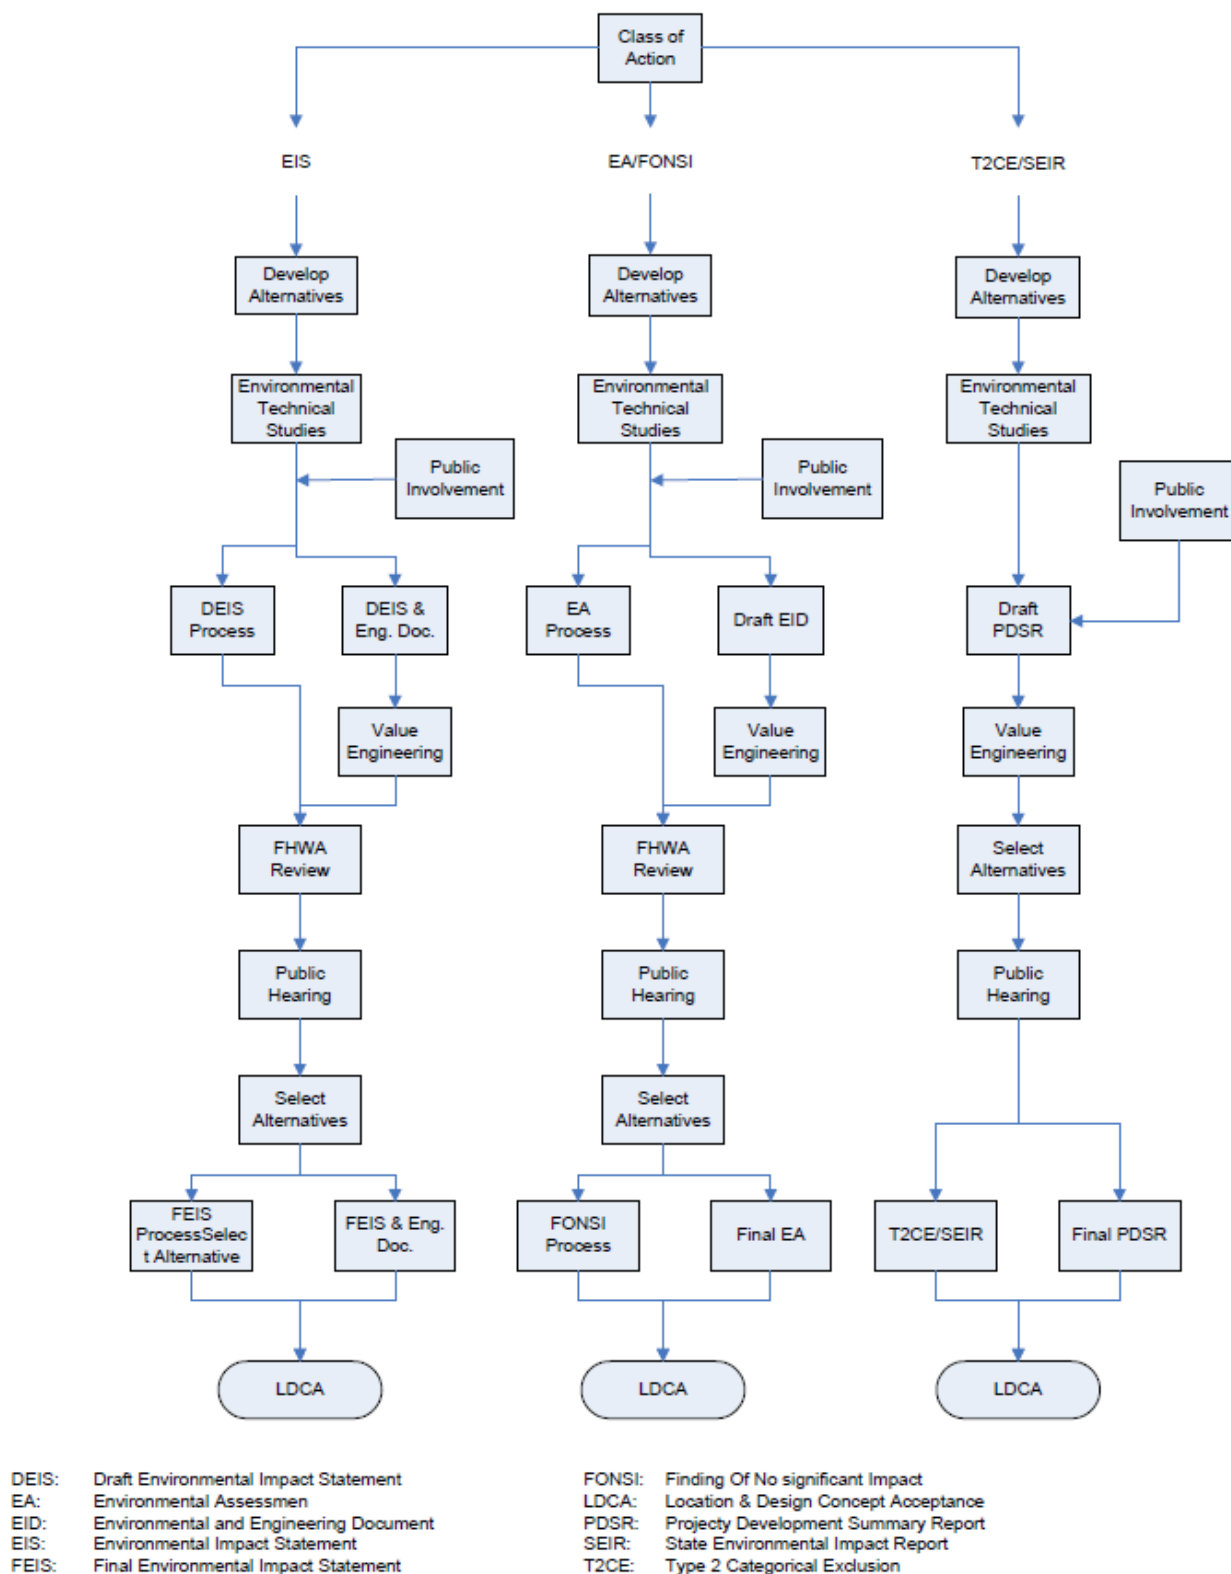 Class of
Action
EIS
EA/FONSI
T2CE/SEIR
Develop
Alternatives
Develop
Alternatives
Develop
Alternatives
Environmental
Technical
Studies
Environmental
Technical
Studies
Environmental
Technical
Studies
Public
Involvement
Public
Involvement
Public
Involvement
DEIS
Process
DEIS &
Eng. Doc.
EA
Process
Draft EID
Draft
PDSR
Value
Engineering
Value
Engineering
Value
Engineering
FHWA
Review
FHWA
Review
Select
Alternatives
Public
Hearing
Public
Hearing
Public
Hearing
Select
Alternatives
Select
Alternatives
FEIS
ProcessSelec
t Alternative
FEIS & Eng.
Doc.
FONSI
Process
Final EA
T2CE/SEIR
Final PDSR
LDCA
LDCA
LDCA
DEIS: Draft Environmental Impact Statement
EA: Environmental Assessmen
EID: Environmental and Engineering Document
EIS: Environmental Impact Statement
FEIS: Final Environmental Impact Statement
FONSI: Finding Of No significant Impact
LDCA: Location & Design Concept Acceptance
PDSR: Projecty Development Summary Report
SEIR: State Environmental Impact Report
T2CE: Type 2 Categorical Exclusion